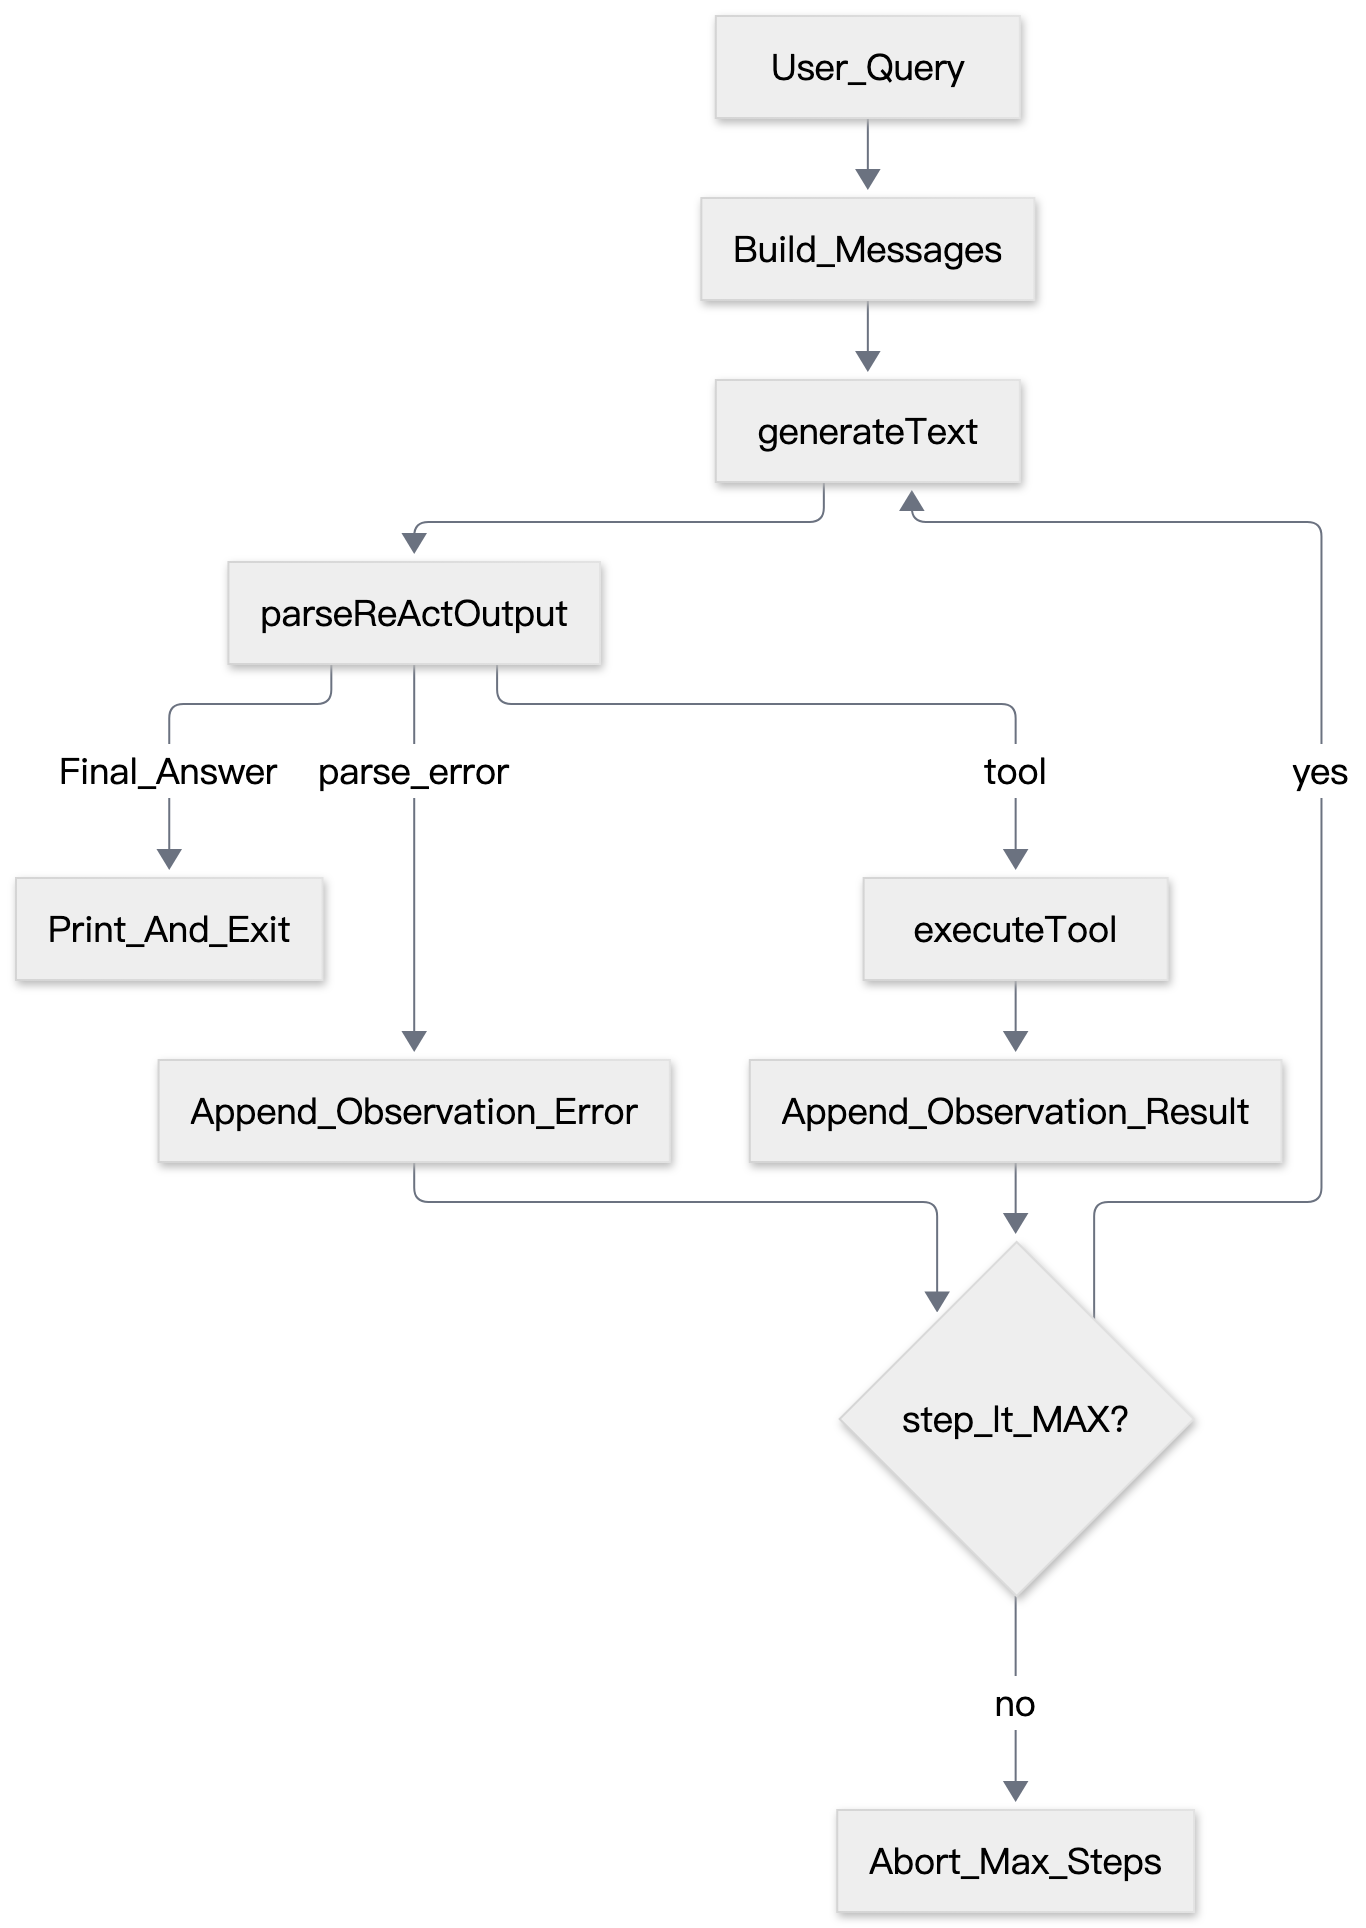 User_Query
Build_Messages
generateText
parseReActOutput
Final_Answer
parse_error
tool
yes
Print_And_Exit
executeTool
Append_Observation_Error
Append_Observation_Result
step_lt_MAX?
no
Abort_Max_Steps